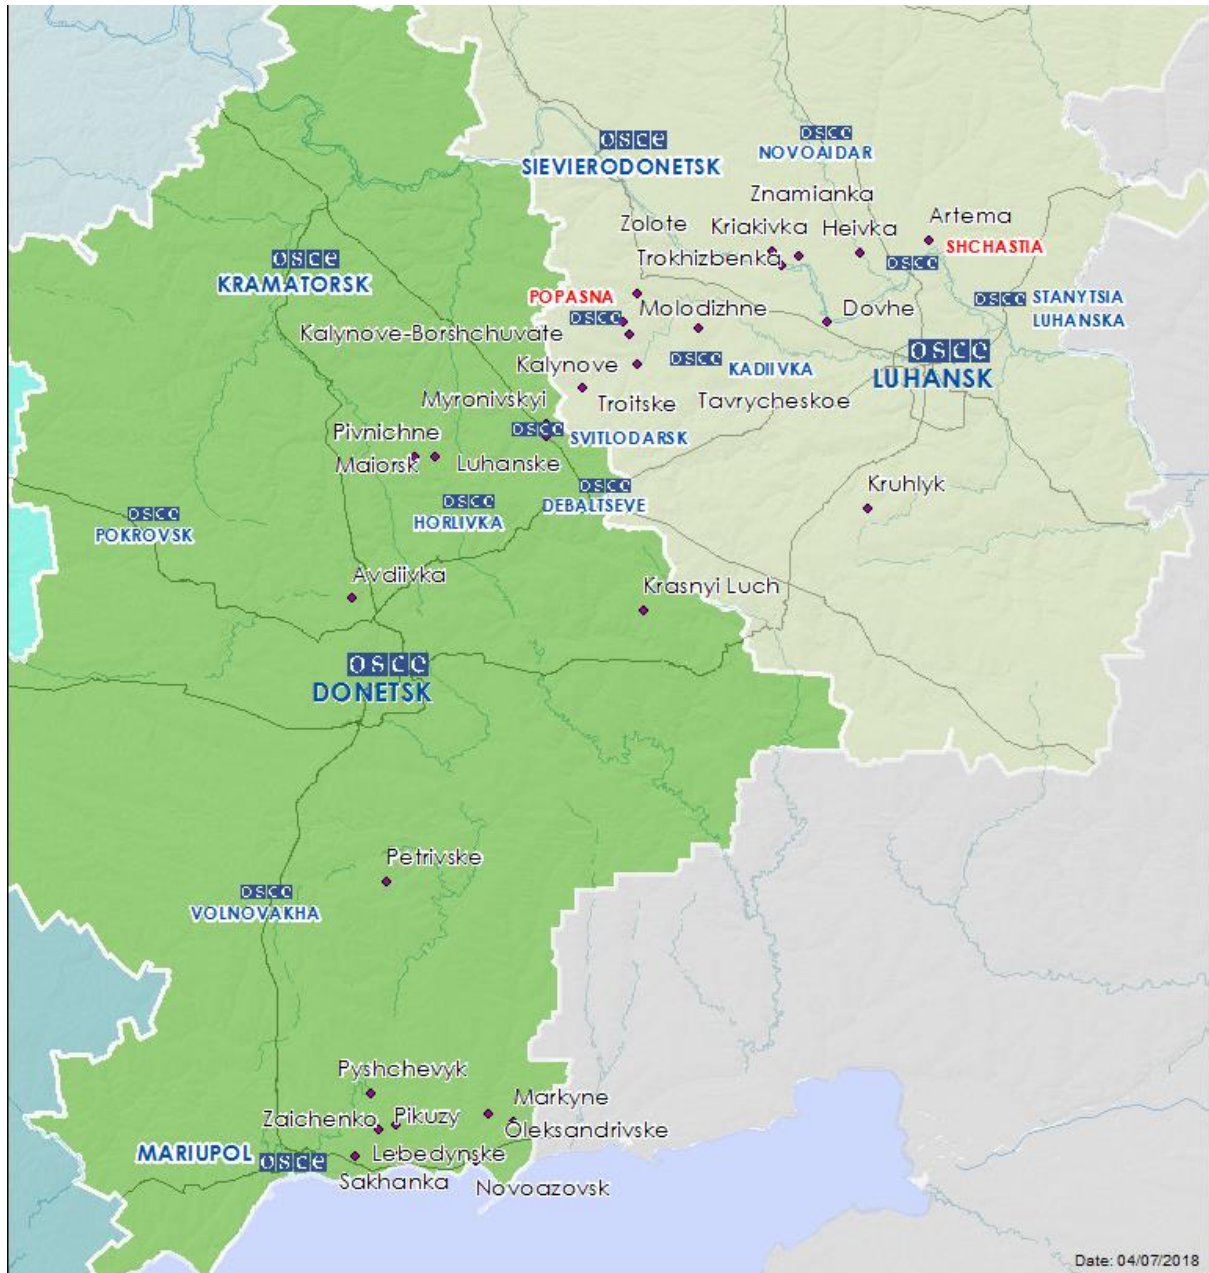 OSCE
SIEVIERODONETSK
OSCE
NOVOAIDAR
Znamianka
Zolote
Kriakivka
Heivka
Artema
SHCHASTIA
OSCE
Trokhizbenka
OSCE
KRAMATORSK
POPASNA
OSCE
Molodizhne
Dovhe
OSCE
STANYTSIA
LUHANSKA
Kalynove-Borshchuvate
OSCE
LUHANSK
Kalynove
OSCE
KADIIVKA
Myronivskyi
Troitske
Tavrycheskoe
Pivnichne
OSCE
SVITLODARSK
Maiorsk
Luhanske
OSCE
DEBALTSEVE
Kruhlyk
OSCE
HORLIVKA
OSCE
POKROVSK
Avdiivka
Krasnyi Luch
OSCE
DONETSK
Petrivske
OSCE
VOLNOVAKHA
Pyshchevyk
Zaichenko
Pikuzy
Markyne
Oleksandrivske
MARIUPOL
OSCE
Lebedynske
Sakhanka
Novoazovsk
Date: 04/07/2018